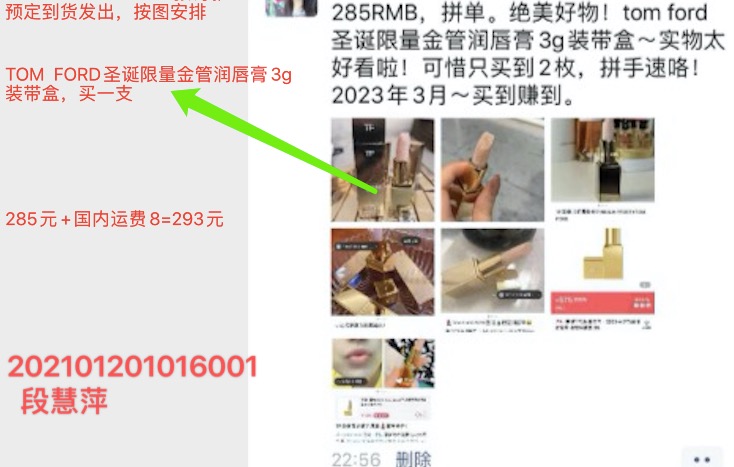 预定到货发出，按图安排
TOM FORD圣诞限量金管润唇膏3g
装带盒，买一支
285元+国内运费8=293元
202101201016001
段慧萍
285RMB，拼单。绝美好物！tom ford
圣诞限量金管润唇膏3g装带盒～实物太
好看啦！可惜只买到2枚，拼手速咯！
2023年3月～买到赚到。
TF
22:56 删除